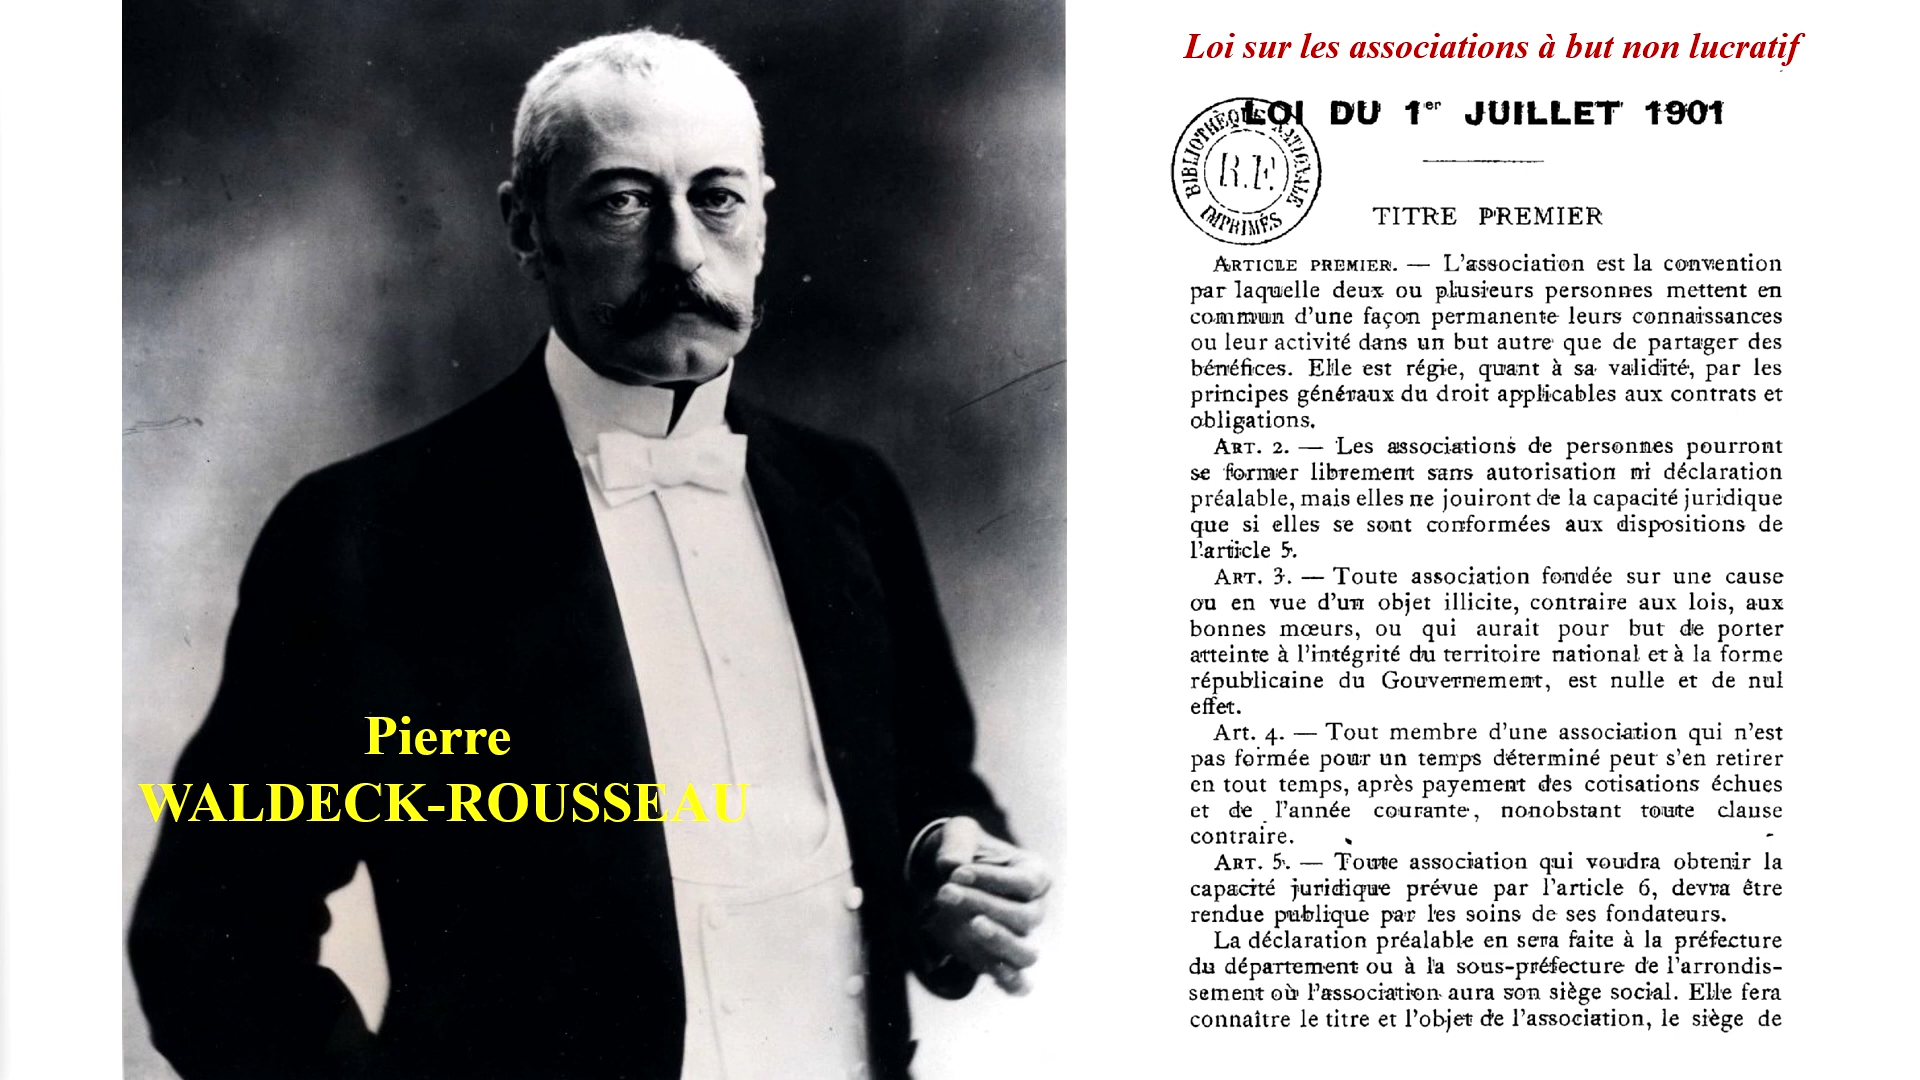 Pierre
WALDECK-ROUSSEAU
Loi sur les associations à but non lucratif
LOI DU 1er JUILLET 1901
BIBLIOTHÈQUE NATIONALE
R.F.
IMPRIMÉS
TITRE PREMIER
ARTICLE PREMIER. — L'association est la convention
par laquelle deux ou plusieurs personnes mettent en
commun d'une façon permanente leurs connaissances
ou leur activité dans un but autre que de partager des
bénéfices. Elle est régie, quant à sa validité, par les
principes généraux du droit applicables aux contrats et
obligations.
ART. 2. — Les associations de personnes pourront
se former librement sans autorisation ni déclaration
préalable, mais elles ne jouiront de la capacité juridique
que si elles se sont conformées aux dispositions de
l'article 5.
ART. 3. — Toute association fondée sur une cause
ou en vue d'un objet illicite, contraire aux lois, aux
bonnes mœurs, ou qui aurait pour but de porter
atteinte à l'intégrité du territoire national et à la forme
républicaine du Gouvernement, est nulle et de nul
effet.
Art. 4. — Tout membre d'une association qui n'est
pas formée pour un temps déterminé peut s'en retirer
en tout temps, après payement des cotisations échues
et de l'année courante, nonobstant toute clause
contraire.
ART. 5. — Toute association qui voudra obtenir la
capacité juridique prévue par l'article 6, devra être
rendue publique par les soins de ses fondateurs.
La déclaration préalable en sera faite à la préfecture
du département ou à la sous-préfecture de l'arrondis-
sement où l'association aura son siège social. Elle fera
connaître le titre et l'objet de l'association, le siège de